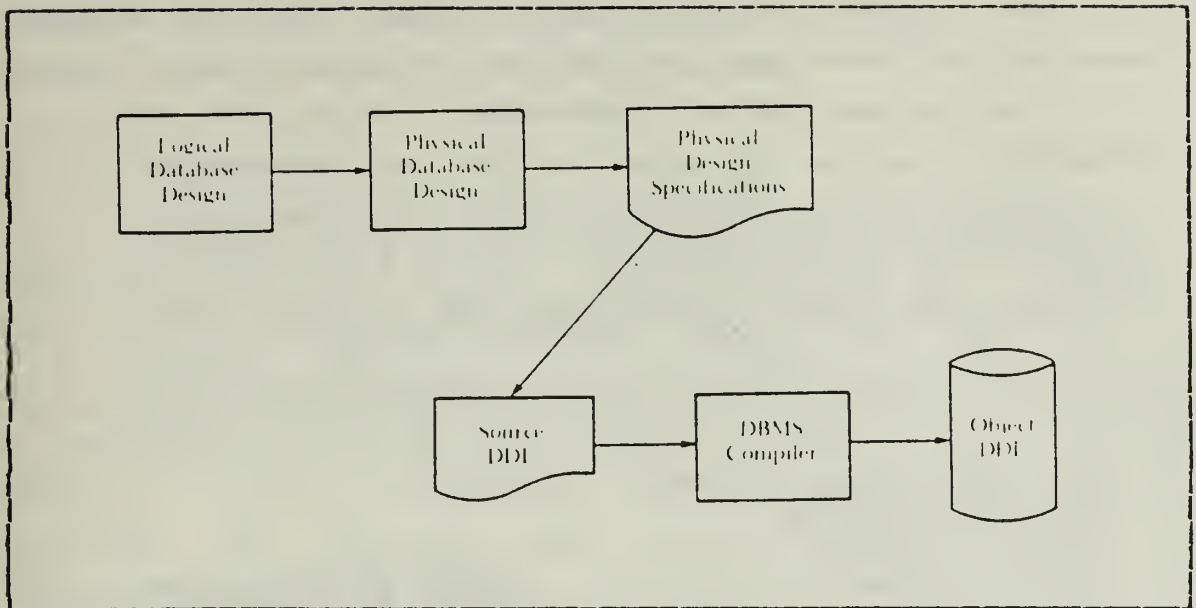 Logical
Database
Design
Physical
Database
Design
Physical
Design
Specifications
Source
DDL
DBMS
Compiler
Object
DDL